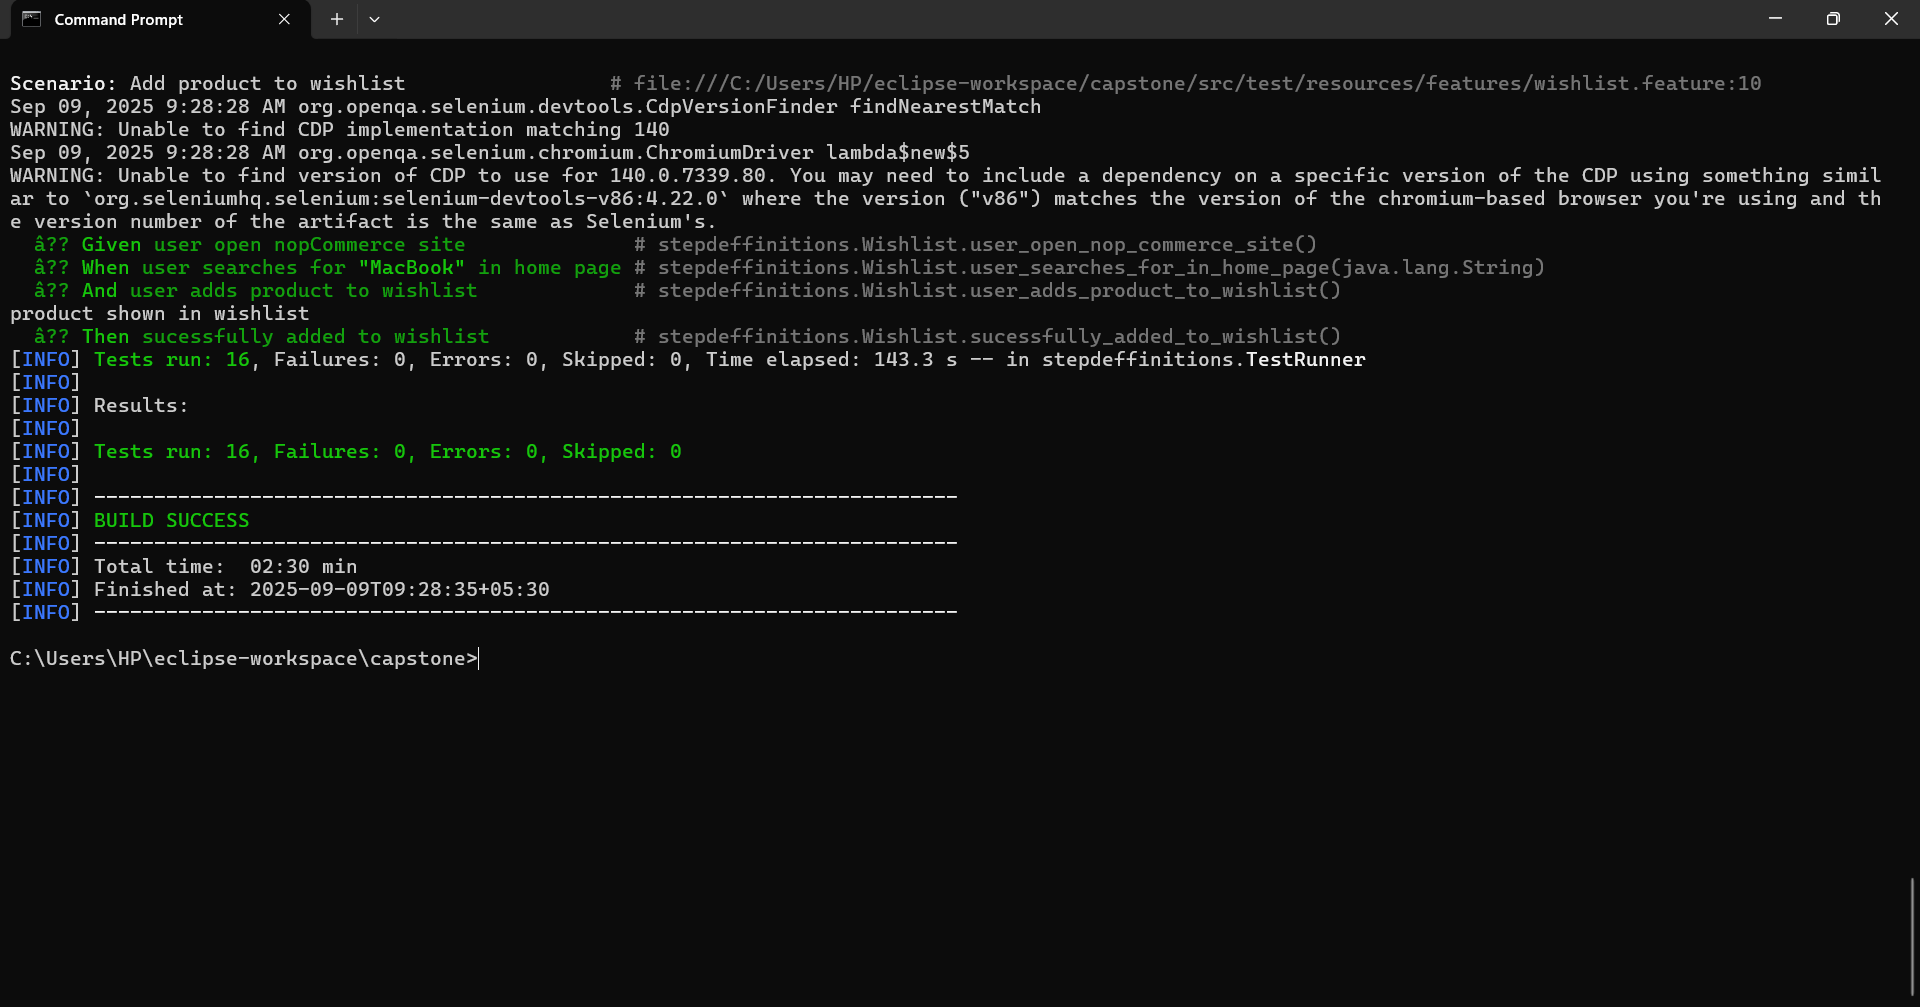 Command Prompt
Scenario: Add product to wishlist # file:///C:/Users/HP/eclipse-workspace/capstone/src/test/resources/features/wishlist.feature:10
Sep 09, 2025 9:28:28 AM org.openqa.selenium.devtools.CdpVersionFinder findNearestMatch
WARNING: Unable to find CDP implementation matching 140
Sep 09, 2025 9:28:28 AM org.openqa.selenium.chromium.ChromiumDriver lambda$new$5
WARNING: Unable to find version of CDP to use for 140.0.7339.80. You may need to include a dependency on a specific version of the CDP using something simil
ar to `org.seleniumhq.selenium:selenium-devtools-v86:4.22.0` where the version ("v86") matches the version of the chromium-based browser you're using and th
e version number of the artifact is the same as Selenium's.
â?? Given user open nopCommerce site # stepdeffinitions.Wishlist.user_open_nop_commerce_site()
â?? When user searches for "MacBook" in home page # stepdeffinitions.Wishlist.user_searches_for_in_home_page(java.lang.String)
â?? And user adds product to wishlist # stepdeffinitions.Wishlist.user_adds_product_to_wishlist()
product shown in wishlist
â?? Then sucessfully added to wishlist # stepdeffinitions.Wishlist.sucessfully_added_to_wishlist()
[INFO] Tests run: 16, Failures: 0, Errors: 0, Skipped: 0, Time elapsed: 143.3 s -- in stepdeffinitions.TestRunner
[INFO]
[INFO] Results:
[INFO]
[INFO] Tests run: 16, Failures: 0, Errors: 0, Skipped: 0
[INFO]
[INFO] ------------------------------------------------------------------------
[INFO] BUILD SUCCESS
[INFO] ------------------------------------------------------------------------
[INFO] Total time:  02:30 min
[INFO] Finished at: 2025-09-09T09:28:35+05:30
[INFO] ------------------------------------------------------------------------
C:\Users\HP\eclipse-workspace\capstone>